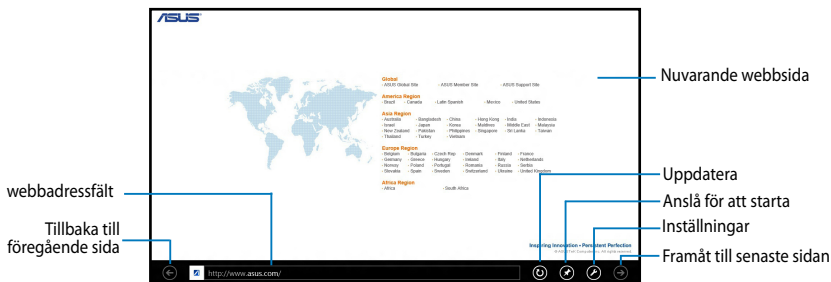 ASUS
Global
- ASUS Global Site - ASUS Member Site - ASUS Support Site
America Region
- Brazil - Canada - Latin Spanish - Mexico - United States
Asia Region
- Australia - Bangladesh - China - Hong Kong - India - Indonesia
- Israel - Japan - Korea - Maldives - Middle East - Malaysia
- New Zealand - Pakistan - Philippines - Singapore - Sri Lanka - Taiwan
- Thailand - Turkey - Vietnam
Europe Region
- Belgium - Bulgaria - Czech Rep - Denmark - Finland - France
- Germany - Greece - Hungary - Ireland - Italy - Netherlands
- Norway - Poland - Portugal - Romania - Russia - Serbia
- Slovakia - Spain - Sweden - Switzerland - Ukraine - United Kingdom
Africa Region
- Africa - South Africa
Nuvarande webbsida
Uppdatera
Anslå för att starta
webbadressfält
Inställningar
Tillbaka till
föregående sida
Inspiring Innovation • Persistent Perfection
Framåt till senaste sidan
http://www.asus.com/